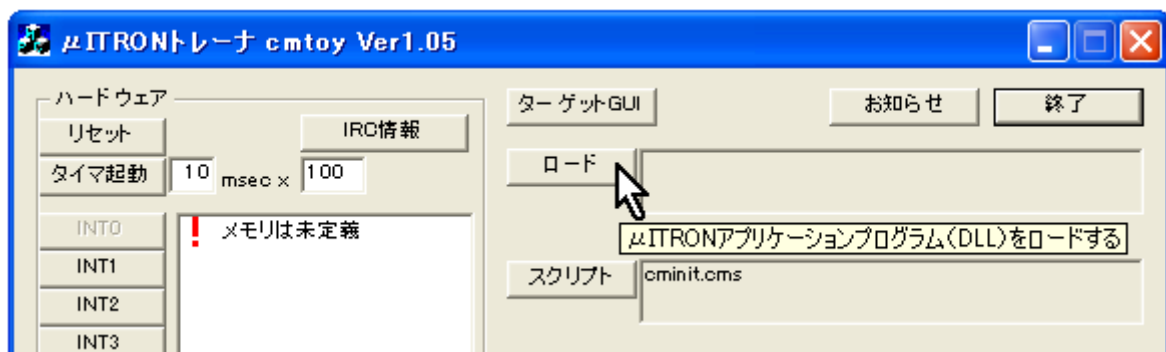 μITRONトレーナ cmtoy Ver1.05
ハードウェア
リセット
IRC情報
タイマ起動
10 msec x 100
INT0
INT1
INT2
INT3
! メモリは未定義
ターゲットGUI
お知らせ
終了
ロード
μITRONアプリケーションプログラム(DLL)をロードする
スクリプト
cminit.cms